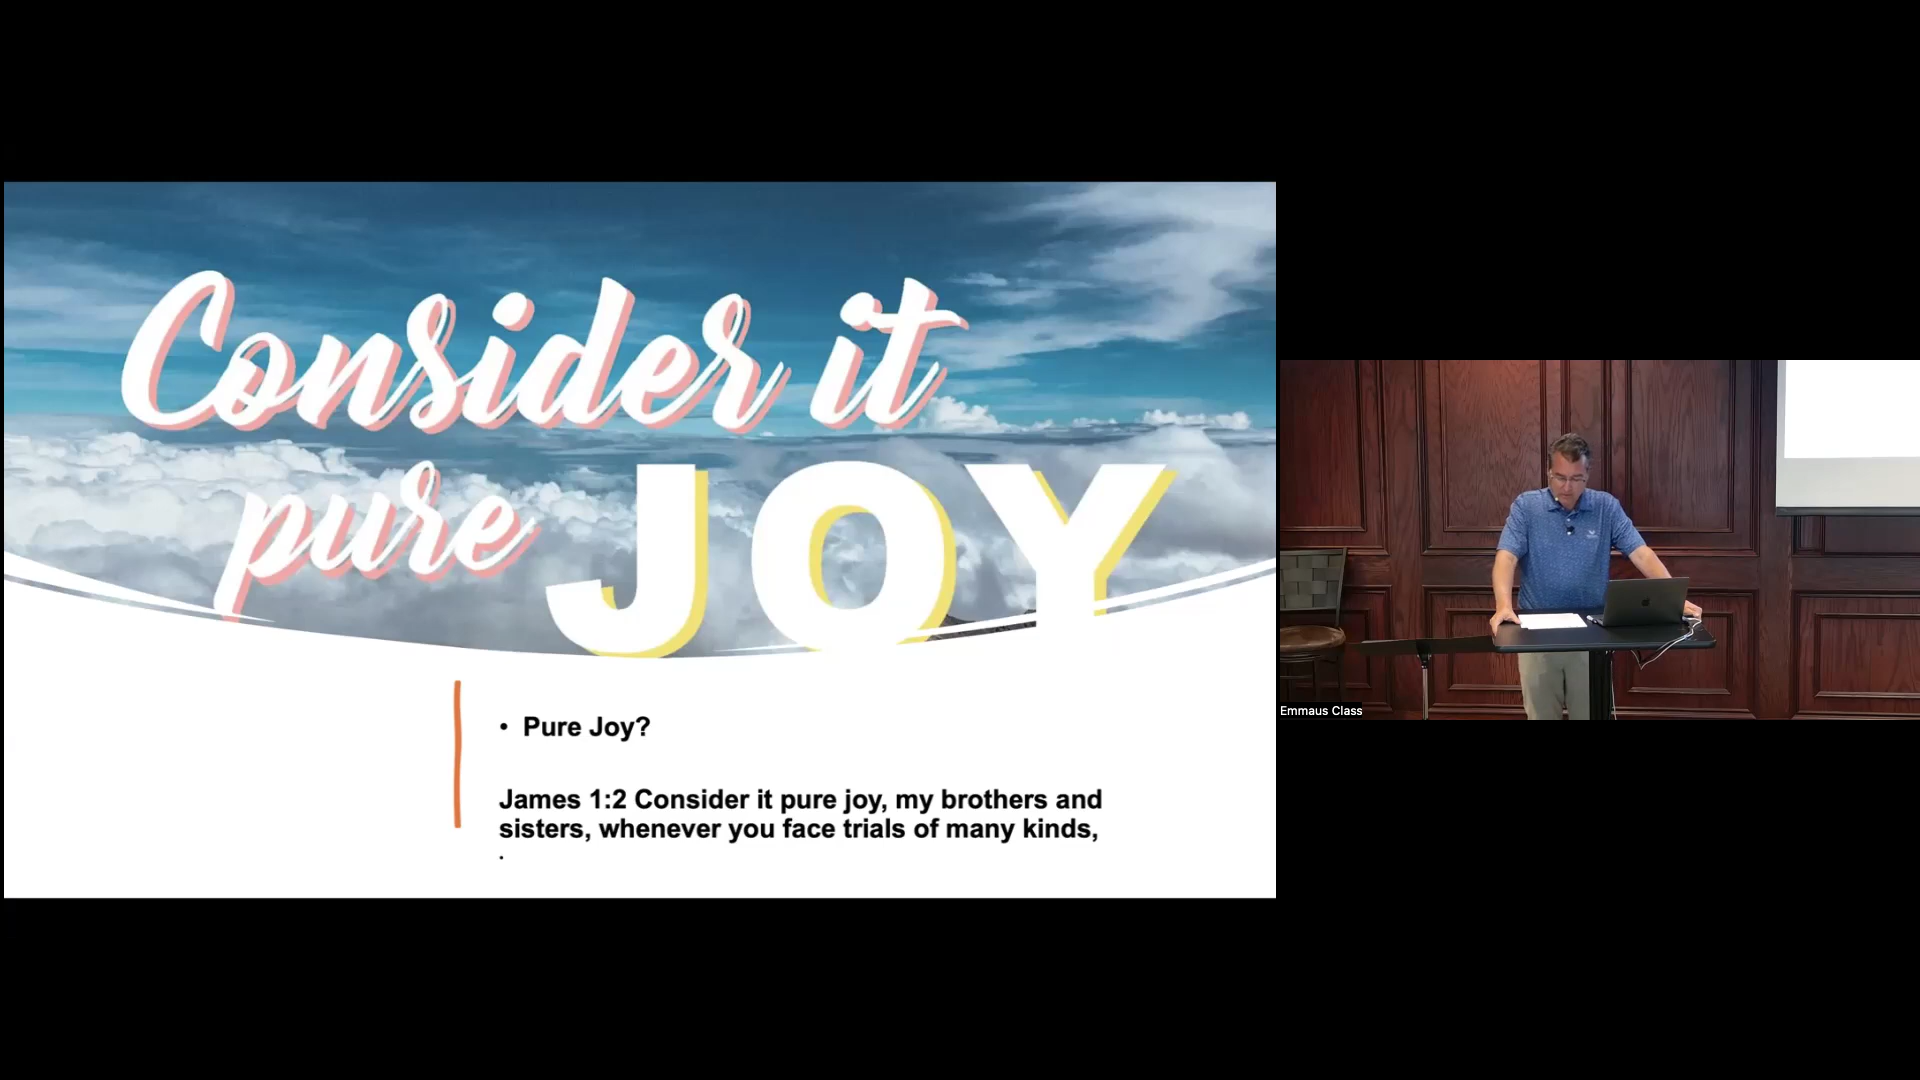 Consider it
pure JOY
• Pure Joy?
James 1:2 Consider it pure joy, my brothers and
sisters, whenever you face trials of many kinds,
.
Emmaus Class